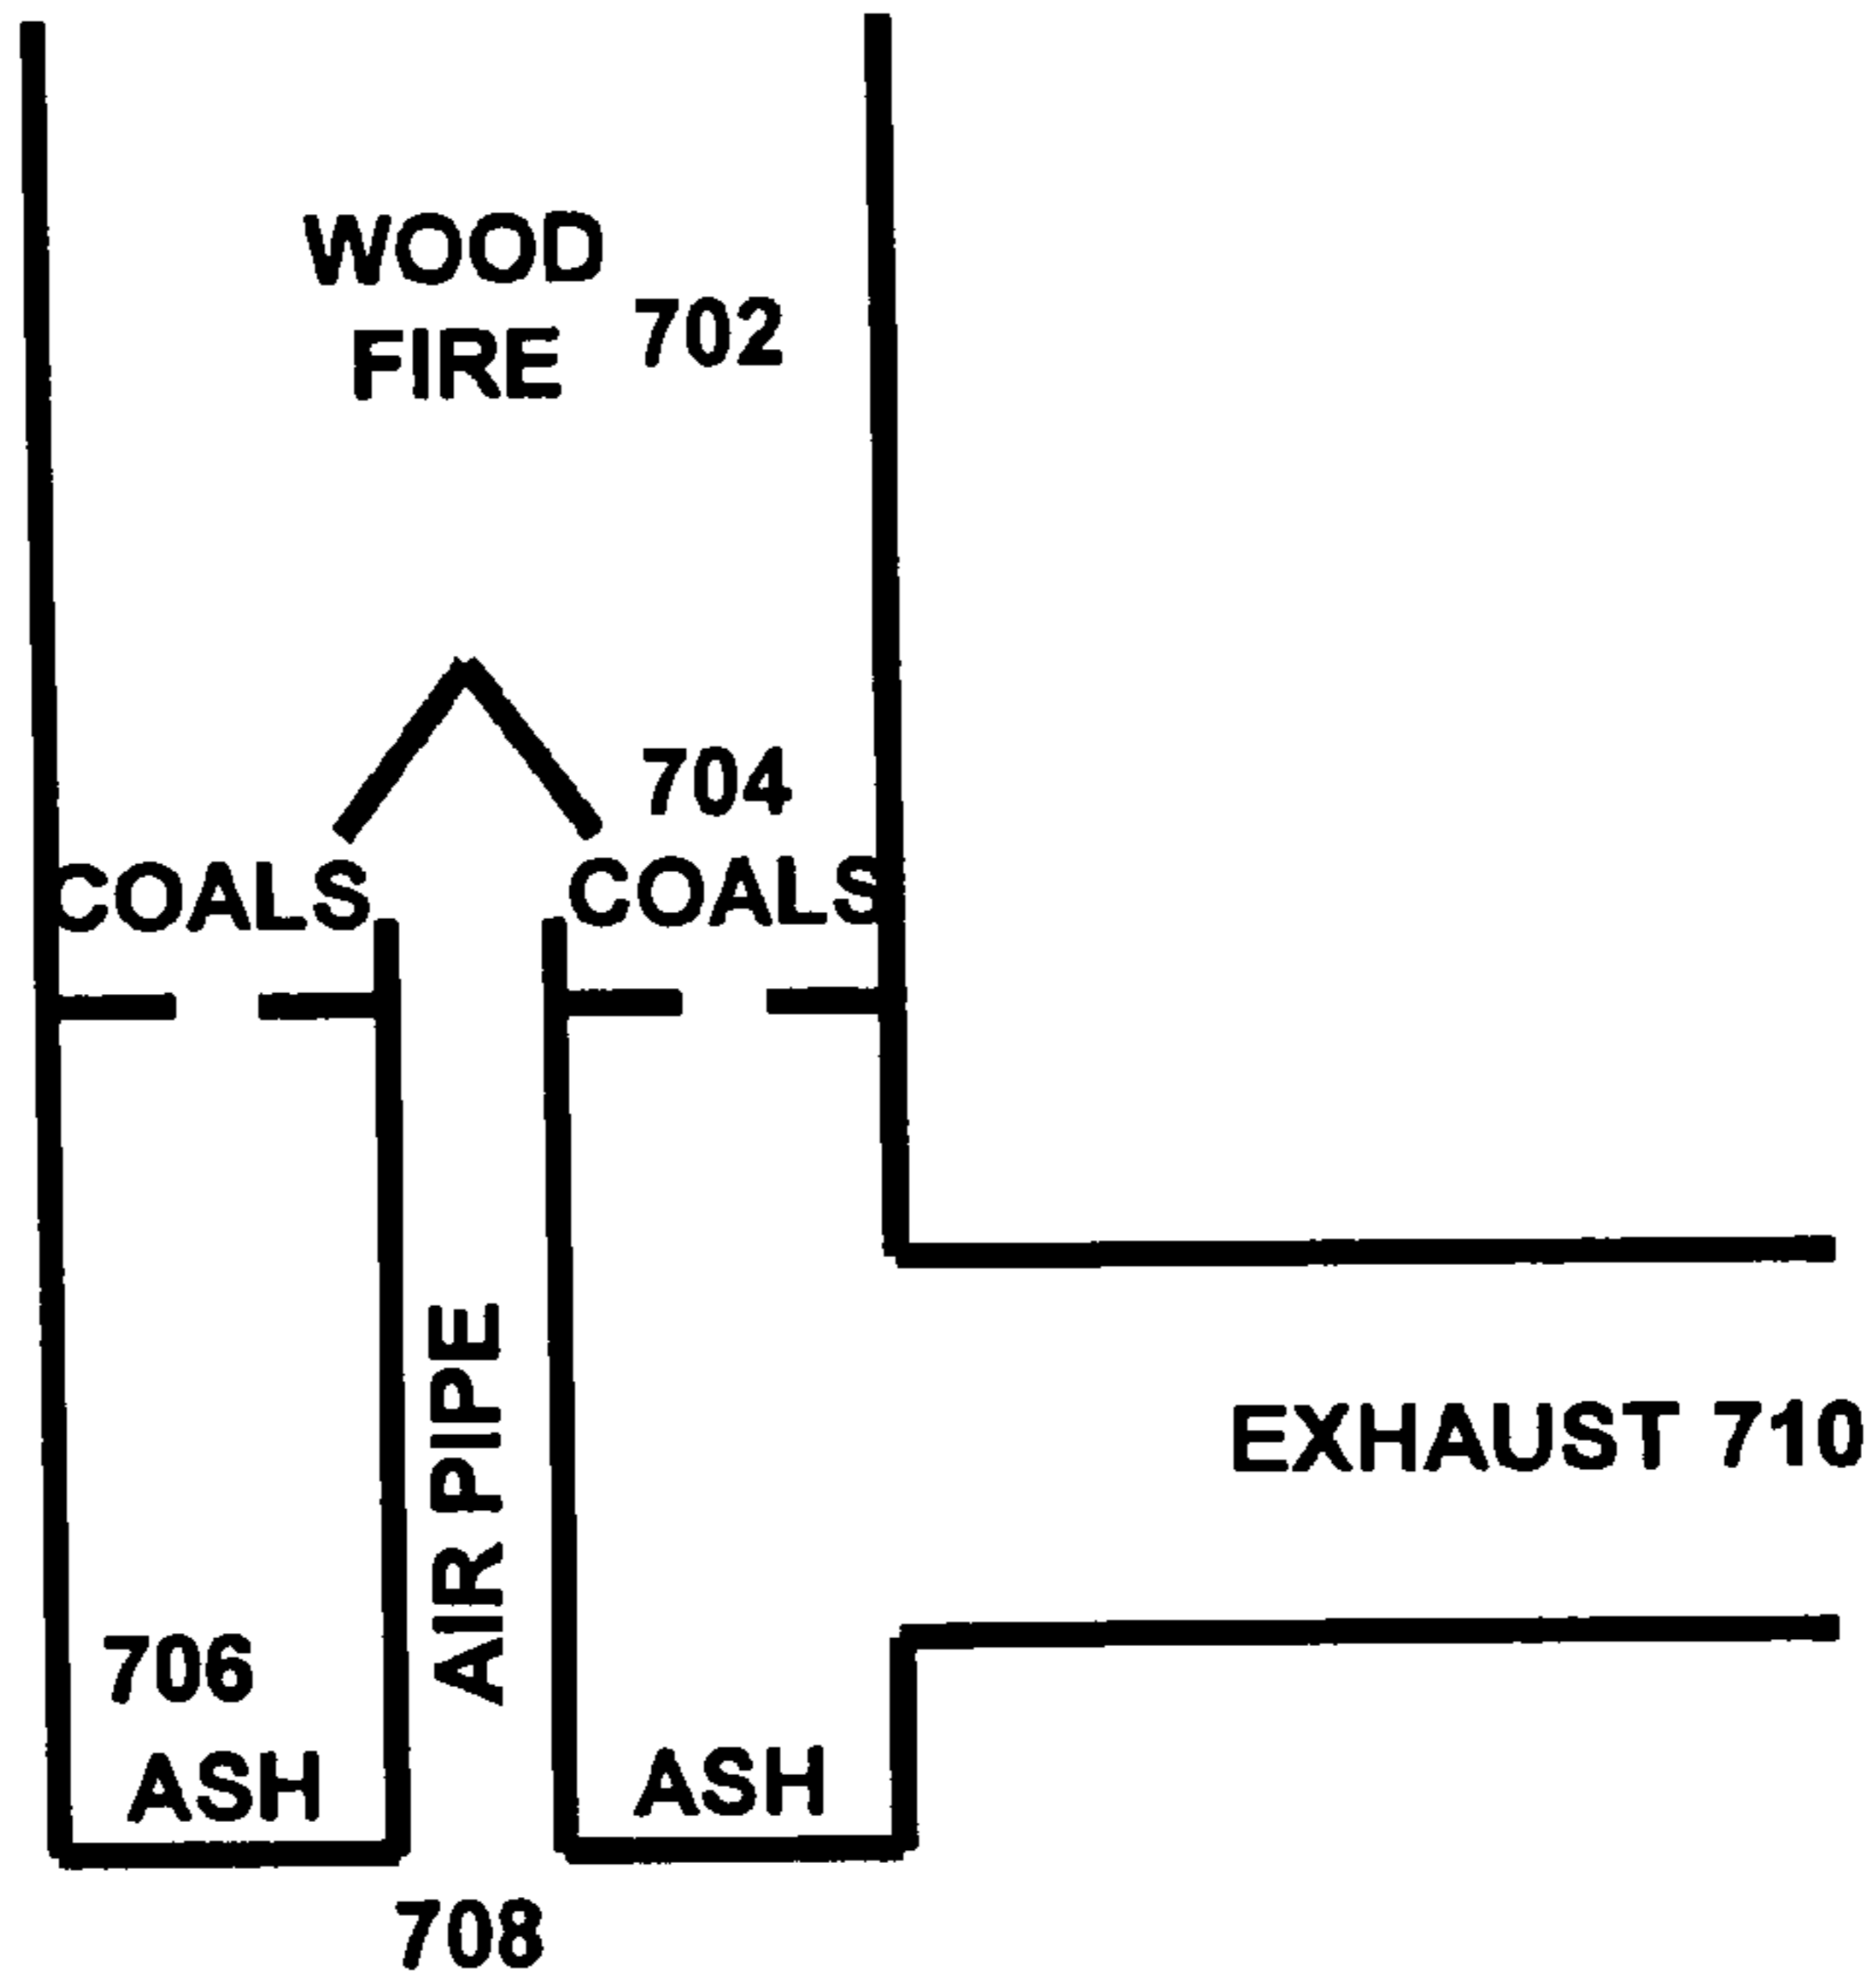 WOOD
FIRE 702
704
COALS COALS
AIR PIPE
EXHAUST 710
706
ASH ASH
708